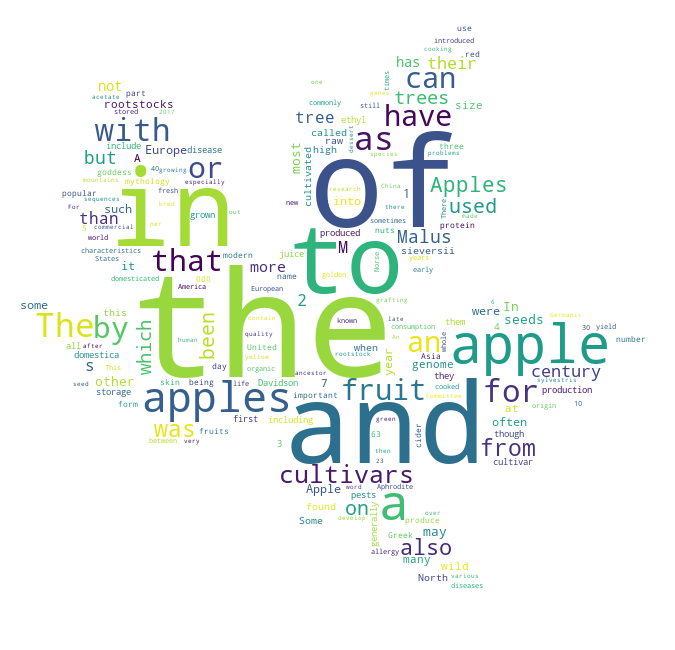 use
introduced
cooking
red
has
their
times
can
genes
not
part
acetate
2017
rootstocks
stored
one
still
trees
size
commonly
have
tree
ethyl
with
called
as
dessert
include
Europe
disease
raw
three
high
problems
but
A
most
of
species
goddess
40
growing
or
cultivated
mountains
mythology
especially
in
research
China
Apples
popular
bred
fresh
into
1
There
made
sequences
there
such
For
grown
out
new
sometimes
used
than
commercial
S
per
produced
nuts
Malus
protein
world
juice
M
to
characteristics
that
States
modern
when
sieversii
it
more
name
Norse
years
domesticated
000
golden
early
America
European
the
2
grafting
some
this
contain
known
late
consumption
6
In
were
Germanic
The
by
been
quality
An
them
4
seeds
30
yield
all
after
which
human
United
yellow
rootstock
year
an
whole
apple
number
domestica
Asia
s
This
organic
genome
century
day
sylvestris
seed
other
skin
being
life
Davidson
7
they
cooked
fruit
for
production
storage
apples
important
Committee
at
origin
10
form
first
including
green
and
often
was
fruits
63
cider
though
between
very
3
then
from
23
cultivar
cultivars
Apple
word
Aphrodite
pests
a
found
on
produce
over
Some
develop
generally
Greek
may
allergy
also
many
wild
North
various
diseases
ancestor